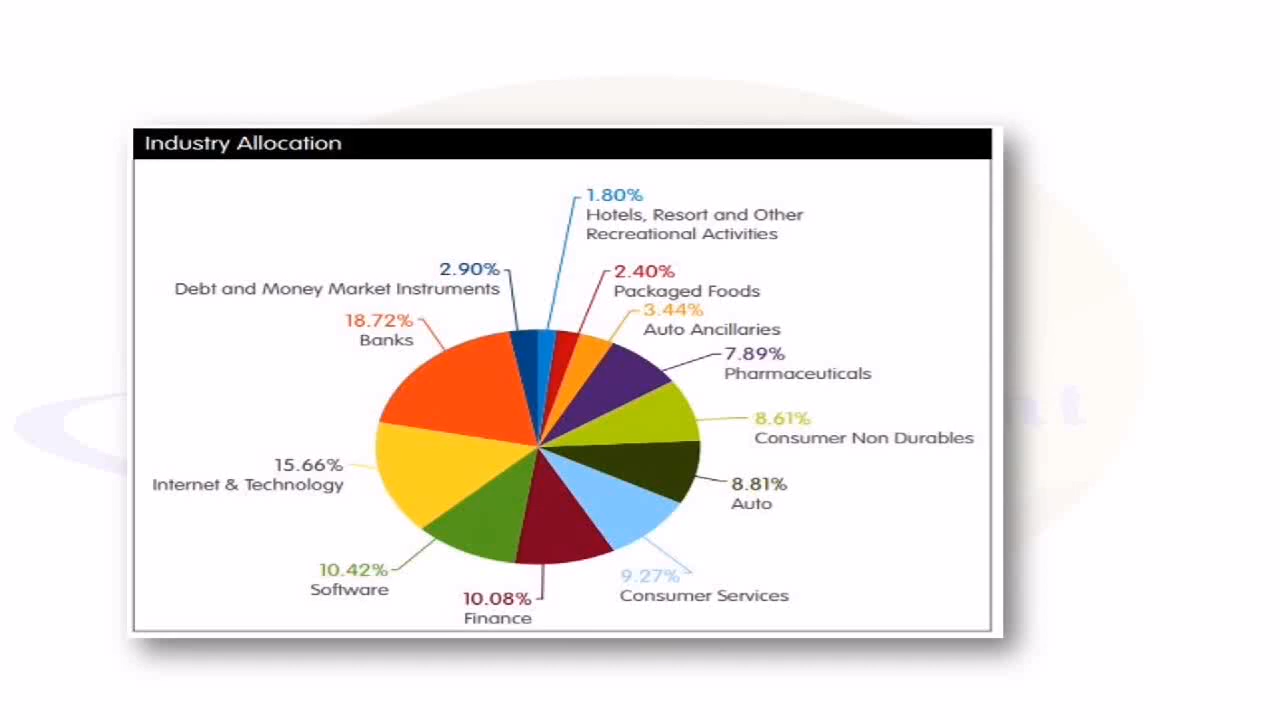 Industry Allocation
1.80%
Hotels, Resort and Other
Recreational Activities
2.90%
Debt and Money Market Instruments
2.40%
Packaged Foods
3.44%
Auto Ancillaries
18.72%
Banks
7.89%
Pharmaceuticals
8.61%
Consumer Non Durables
15.66%
Internet & Technology
8.81%
Auto
10.42%
Software
9.27%
Consumer Services
10.08%
Finance